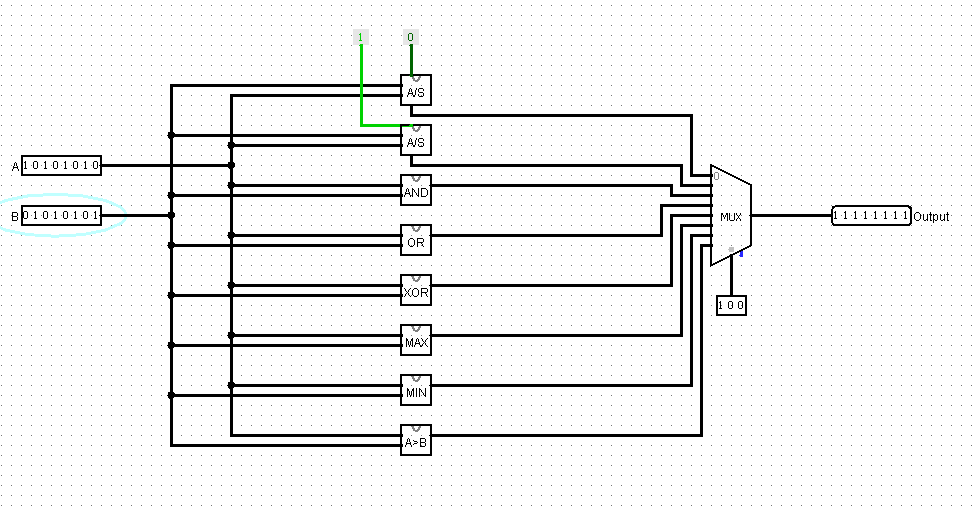 1 0
A/S
A/S
A 1 0 1 0 1 0 1 0
0
AND
B 0 1 0 1 0 1 0 1
MUX
1 1 1 1 1 1 1 1 Output
OR
XOR
1 0 0
MAX
MIN
A>B